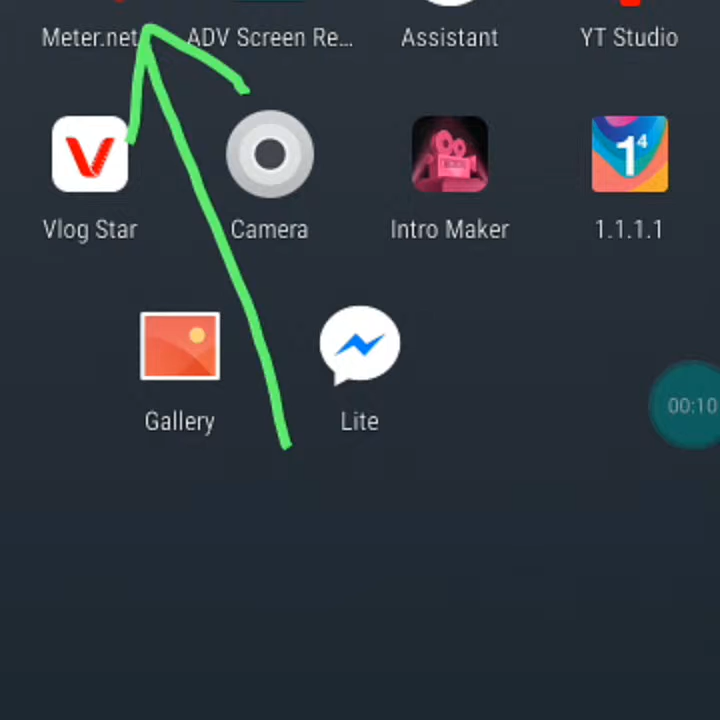 Meter.net
ADV Screen Re...
Assistant
YT Studio
V
1⁴
Vlog Star
Camera
Intro Maker
1.1.1.1
Gallery
Lite
00:10